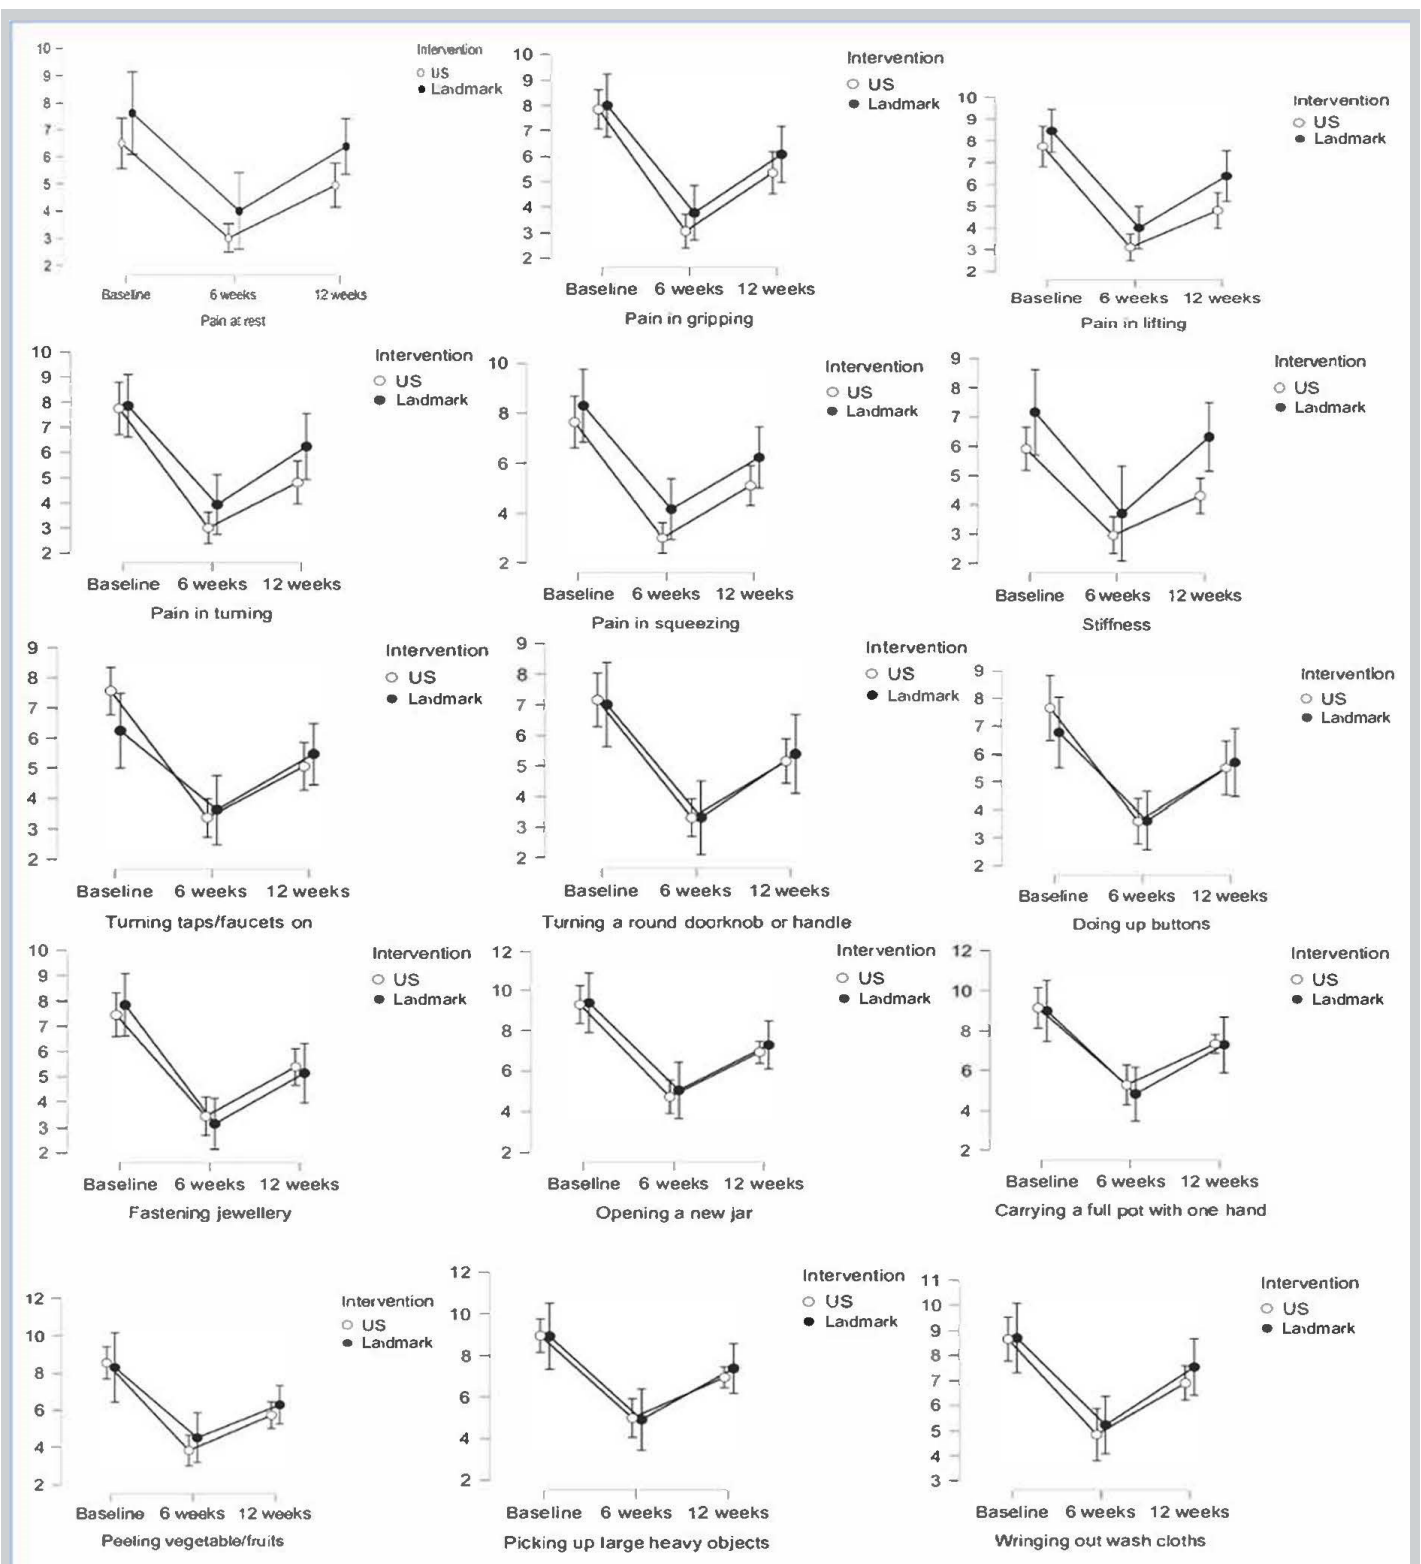 10
9
8
7
6
5
4
3
2
Intervention
US
Landmark
Baseline 6 weeks 12 weeks
Pain at rest
10
9
8
7
6
5
4
3
2
Intervention
US
Landmark
Baseline 6 weeks 12 weeks
Pain in gripping
10
9
8
7
6
5
4
3
2
Intervention
US
Landmark
Baseline 6 weeks 12 weeks
Pain in lifting
10
9
8
7
6
5
4
3
2
Intervention
US
Landmark
Baseline 6 weeks 12 weeks
Pain in turning
10
8
6
4
2
Intervention
US
Landmark
Baseline 6 weeks 12 weeks
Pain in squeezing
9
8
7
6
5
4
3
2
Intervention
US
Landmark
Baseline 6 weeks 12 weeks
Stiffness
9
8
7
6
5
4
3
2
Intervention
US
Landmark
Baseline 6 weeks 12 weeks
Turning taps/faucets on
9
8
7
6
5
4
3
2
Intervention
US
Landmark
Baseline 6 weeks 12 weeks
Turning a round doorknob or handle
9
8
7
6
5
4
3
2
Intervention
US
Landmark
Baseline 6 weeks 12 weeks
Doing up buttons
10
9
8
7
6
5
4
3
2
Intervention
US
Landmark
Baseline 6 weeks 12 weeks
Fastening jewellery
12
10
8
6
4
2
Intervention
US
Landmark
Baseline 6 weeks 12 weeks
Opening a new jar
12
10
8
6
4
2
Intervention
US
Landmark
Baseline 6 weeks 12 weeks
Carrying a full pot with one hand
12
10
8
6
4
2
Intervention
US
Landmark
Baseline 6 weeks 12 weeks
Peeling vegetable/fruits
12
10
8
6
4
2
Intervention
US
Landmark
Baseline 6 weeks 12 weeks
Picking up large heavy objects
11
10
9
8
7
6
5
4
3
Intervention
US
Landmark
Baseline 6 weeks 12 weeks
Wringing out wash cloths